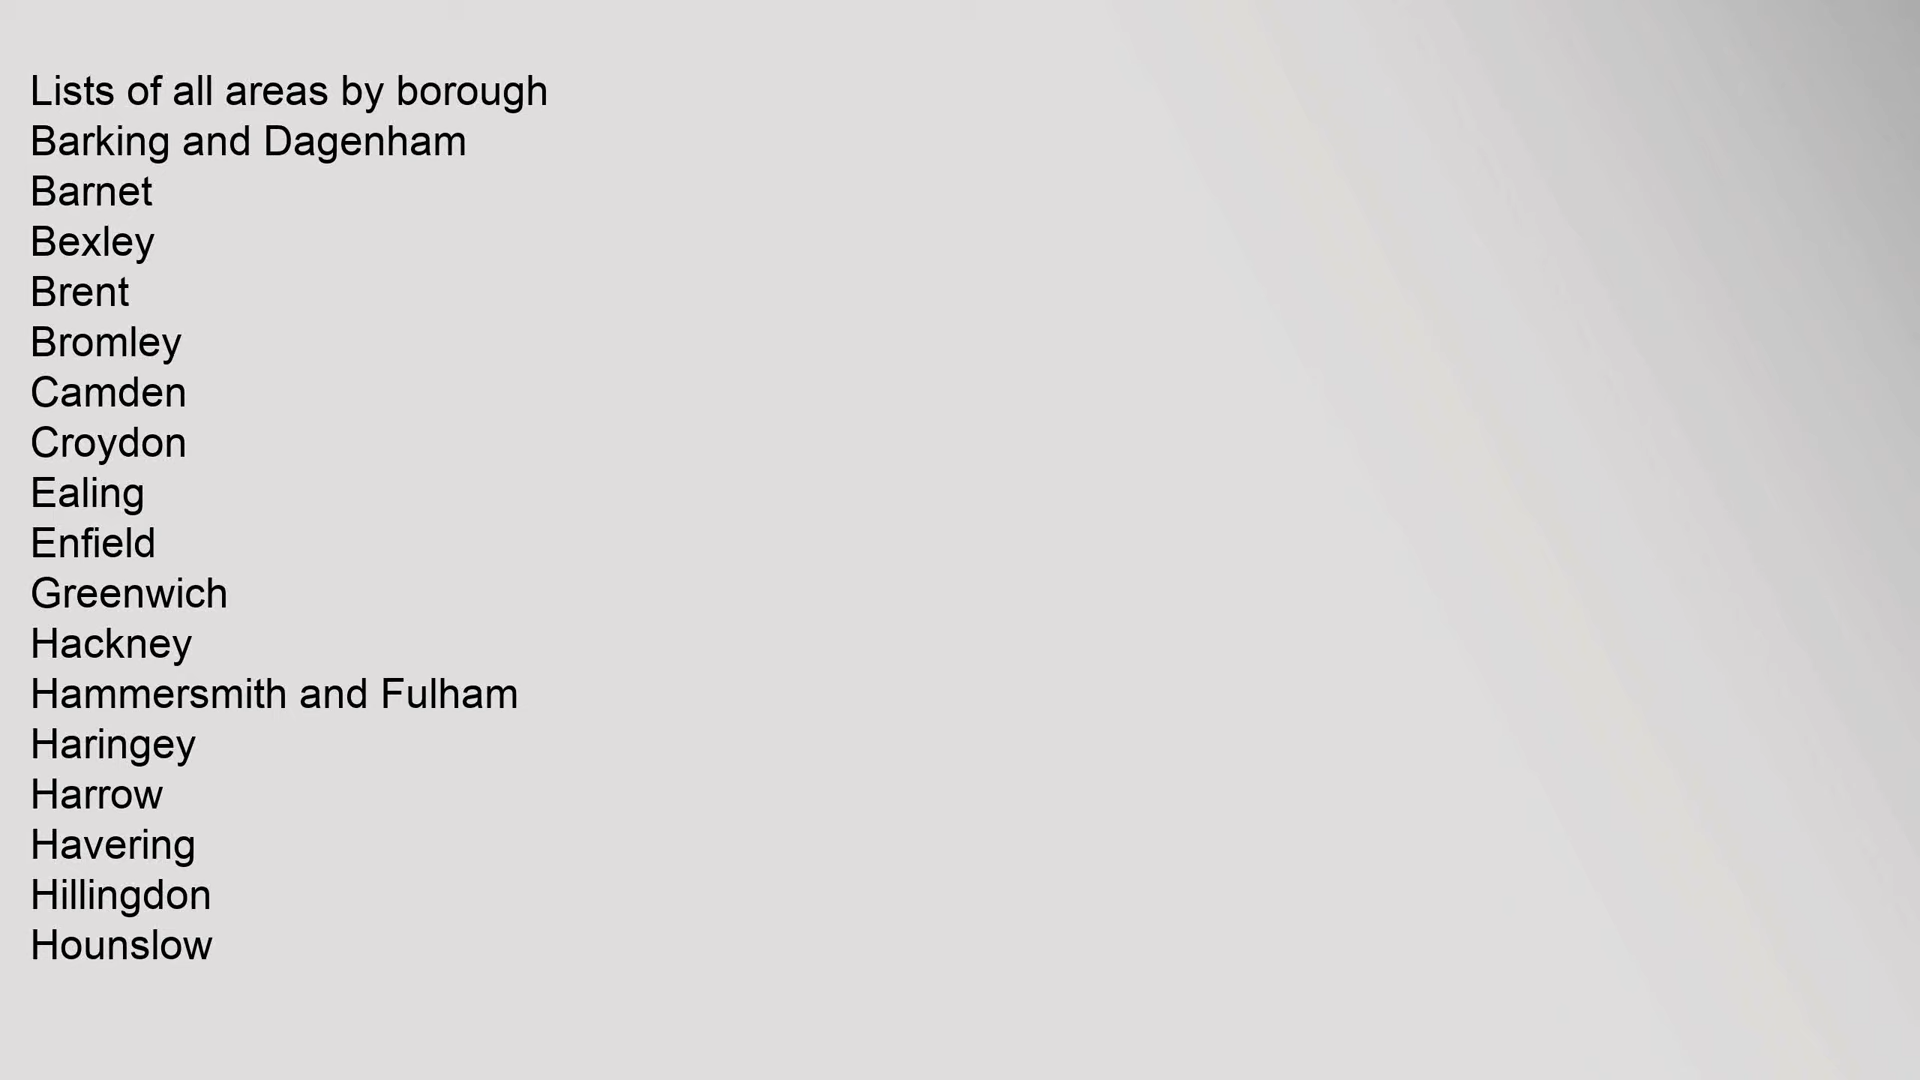 Lists of all areas by borough
Barking and Dagenham
Barnet
Bexley
Brent
Bromley
Camden
Croydon
Ealing
Enfield
Greenwich
Hackney
Hammersmith and Fulham
Haringey
Harrow
Havering
Hillingdon
Hounslow